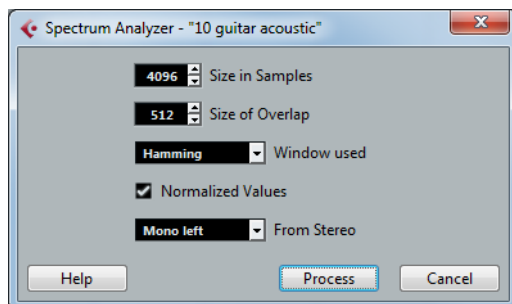 Spectrum Analyzer - "10 guitar acoustic"
4096 Size in Samples
512 Size of Overlap
Hamming Window used
Normalized Values
Mono left From Stereo
Help Process Cancel